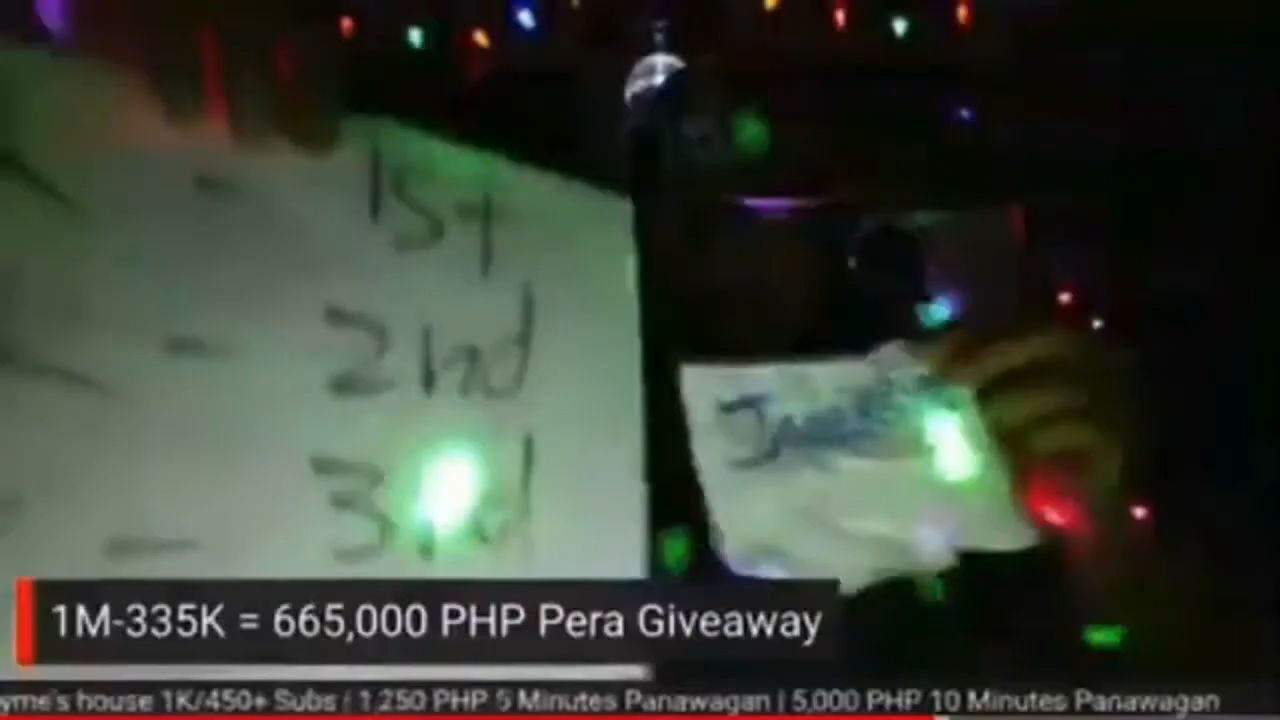 1st
2nd
3rd
1M-335K = 665,000 PHP Pera Giveaway
yme's house 1K/450+ Subs | 1,250 PHP 5 Minutes Panawagan | 5,000 PHP 10 Minutes Panawagan